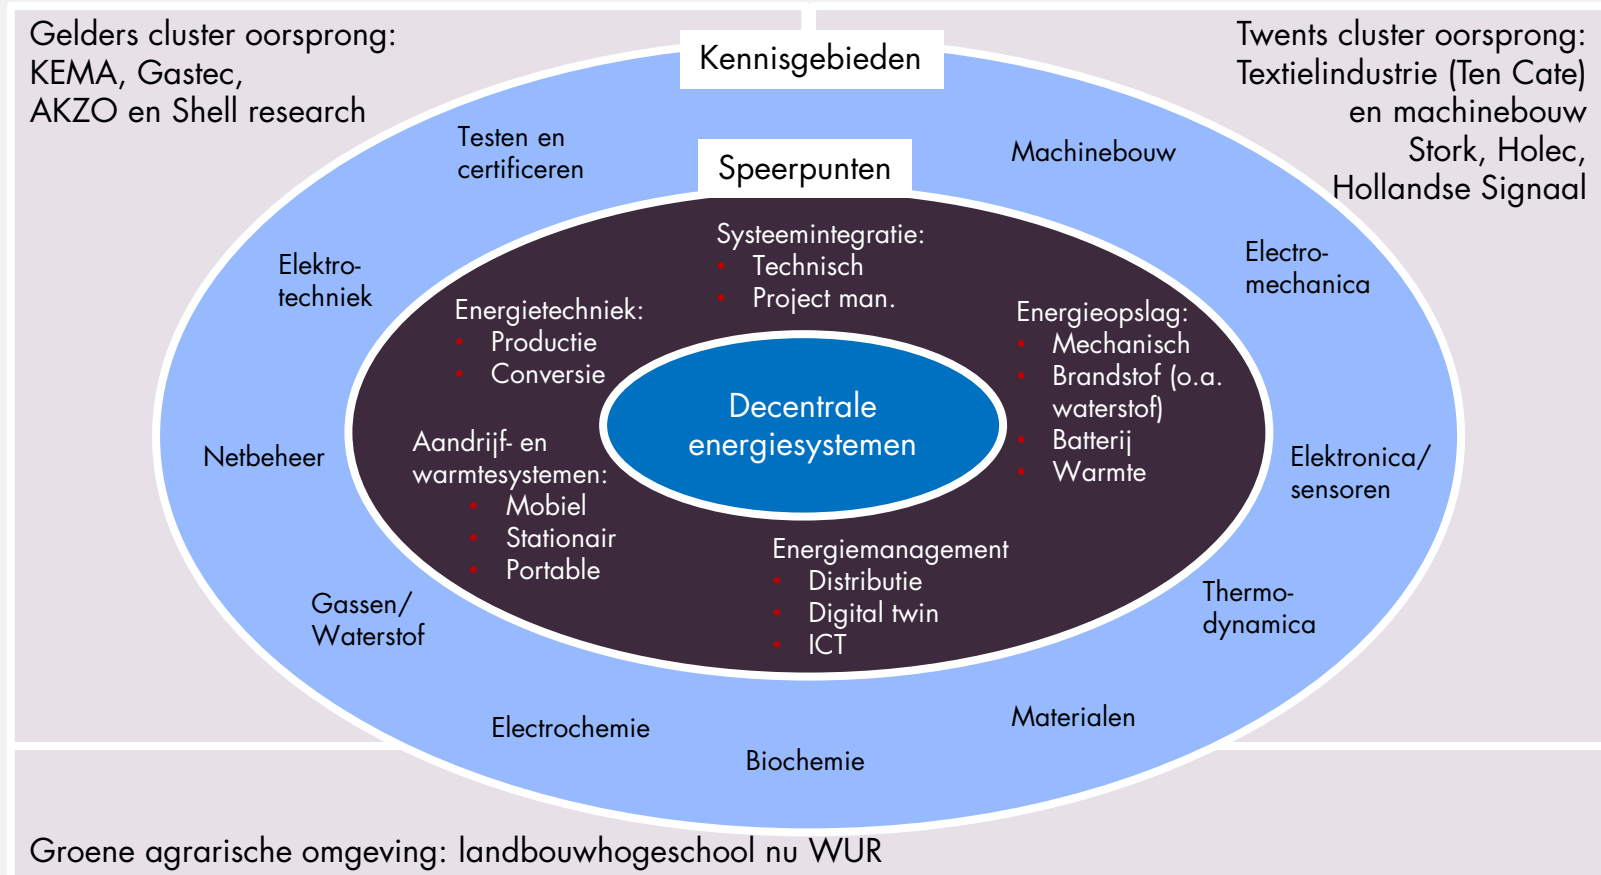 Gelders cluster oorsprong:
KEMA, Gastec,
AKZO en Shell research
Twents cluster oorsprong:
Textielindustrie (Ten Cate)
en machinebouw
Stork, Holec,
Hollandse Signaal
Kennisgebieden
Testen en
certificeren
Machinebouw
Speerpunten
Elektro-
techniek
Electro-
mechanica
Systeemintegratie:
• Technisch
• Project man.
Energietechniek:
• Productie
• Conversie
Energieopslag:
• Mechanisch
• Brandstof (o.a.
waterstof)
• Batterij
• Warmte
Decentrale
energiesystemen
Netbeheer
Aandrijf- en
warmtesystemen:
• Mobiel
• Stationair
• Portable
Elektronica/
sensoren
Energiemanagement
• Distributie
• Digital twin
• ICT
Gassen/
Waterstof
Thermo-
dynamica
Electrochemie
Biochemie
Materialen
Groene agrarische omgeving: landbouwhogeschool nu WUR